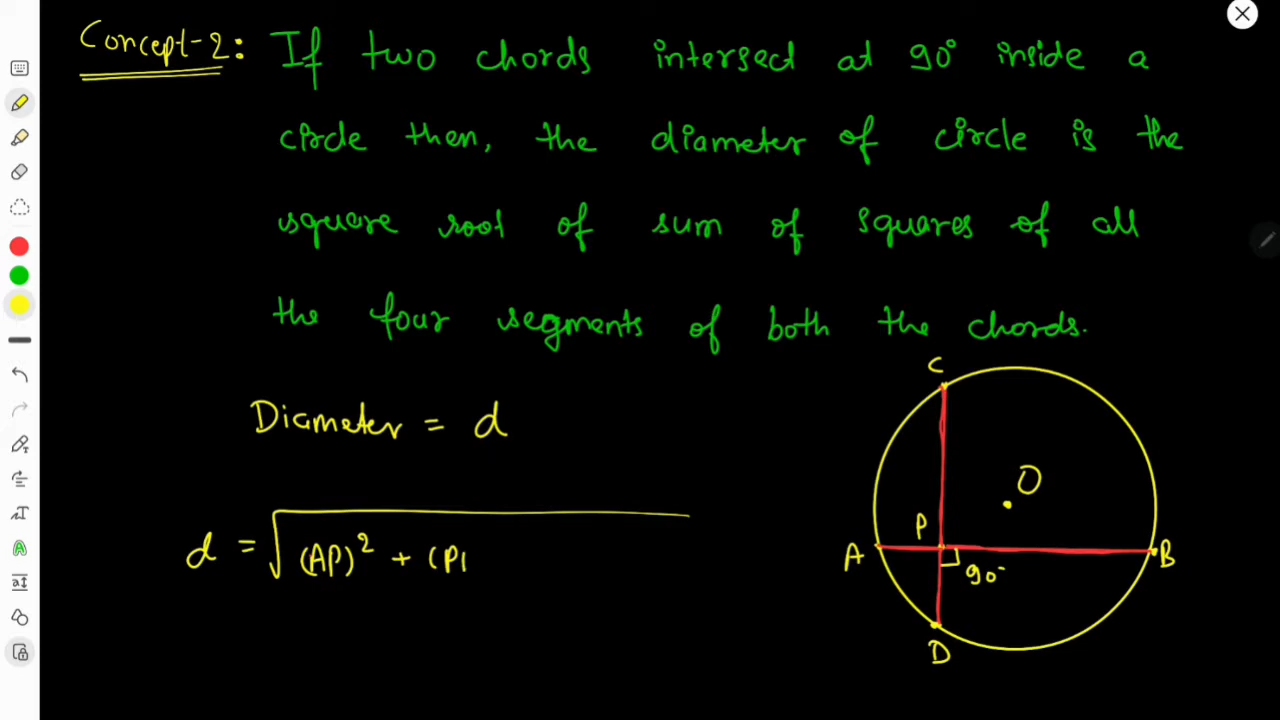 Concept-2: If two chords intersect at 90° inside a
circle then, the diameter of circle is the
square root of sum of squares of all
the four segments of both the chords.
C
Diameter = d
O
P
A
B
90°
d = √(AP)² + (P
D